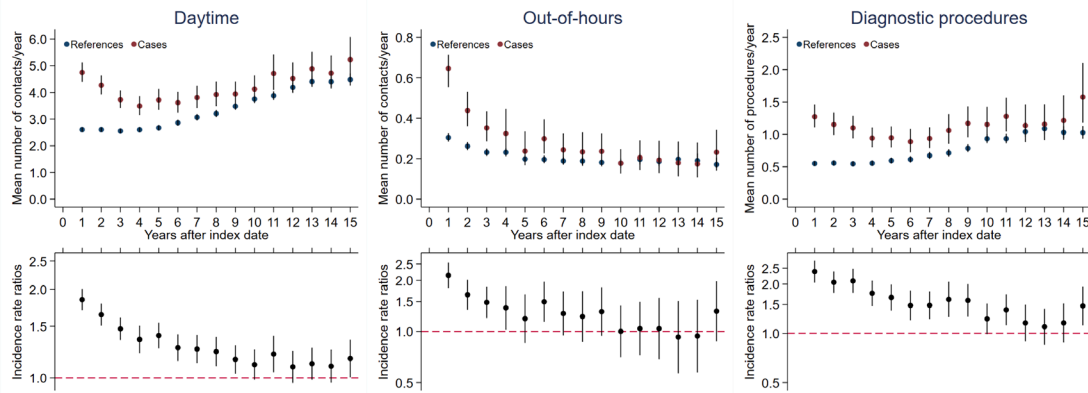 Daytime
Out-of-hours
Diagnostic procedures
Mean number of contacts/year
6.0
5.0
4.0
3.0
2.0
1.0
0.0
References Cases
0 1 2 3 4 5 6 7 8 9 10 11 12 13 14 15
Years after index date
Mean number of contacts/year
0.8
0.6
0.4
0.2
0.0
References Cases
0 1 2 3 4 5 6 7 8 9 10 11 12 13 14 15
Years after index date
Mean number of procedures/year
2.5
2.0
1.5
1.0
0.5
0.0
References Cases
0 1 2 3 4 5 6 7 8 9 10 11 12 13 14 15
Years after index date
Incidence rate ratios
2.5
2.0
1.5
1.0
Incidence rate ratios
2.5
2.0
1.5
1.0
0.5
Incidence rate ratios
2.5
2.0
1.5
1.0
0.5